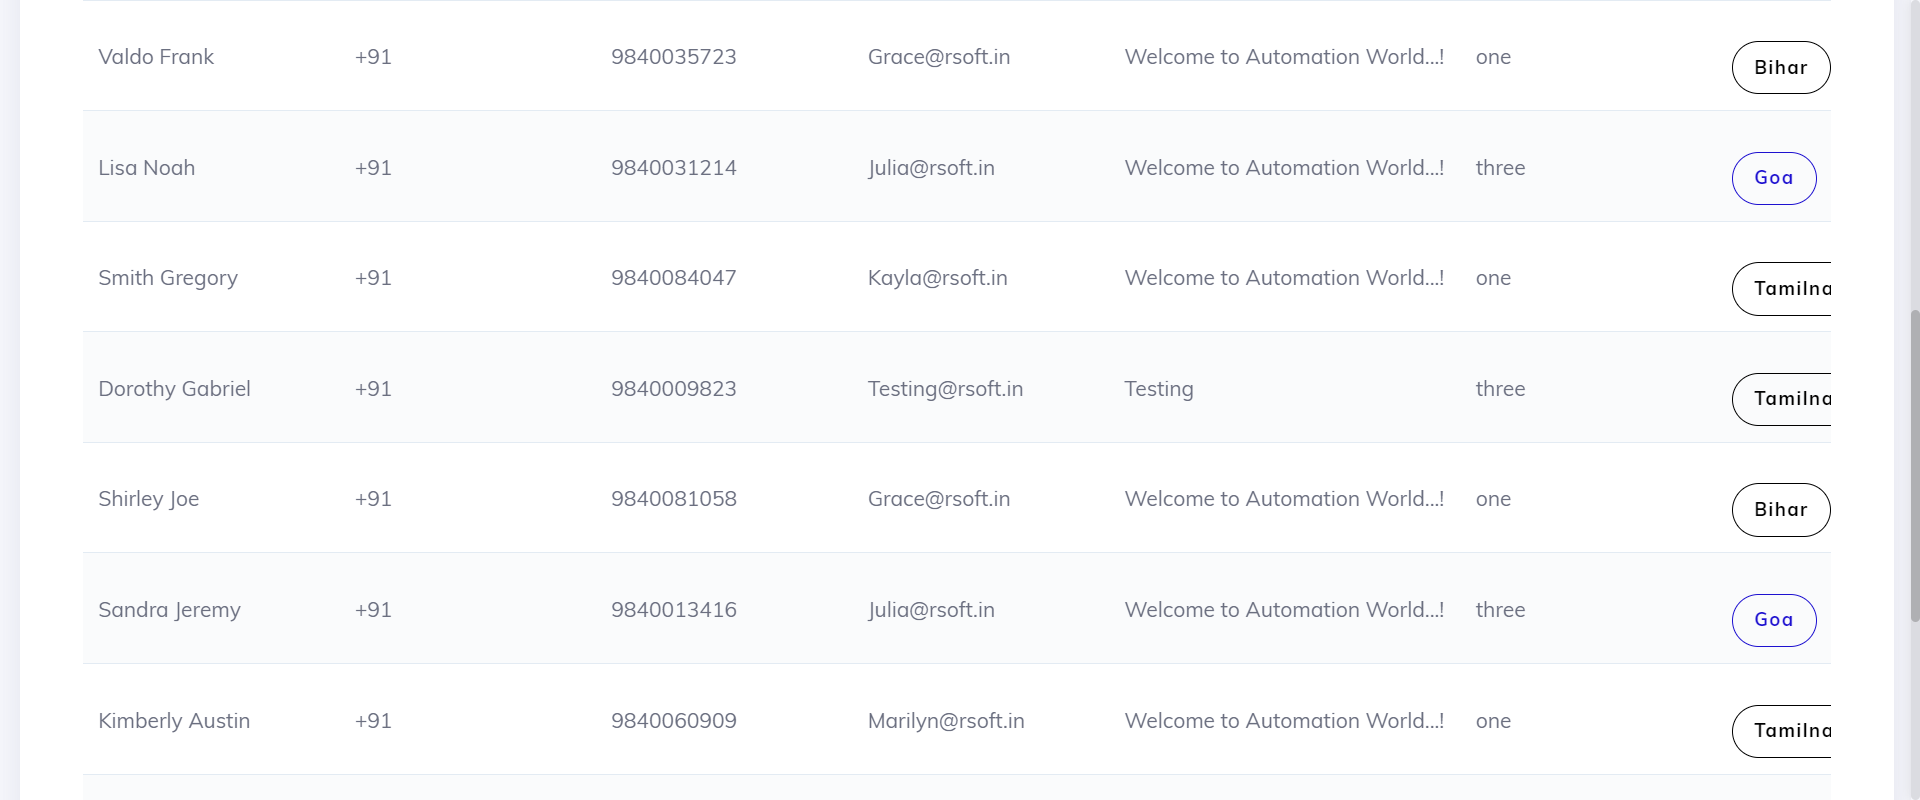 Valdo Frank +91 9840035723 Grace@rsoft.in Welcome to Automation World...! one Bihar
Lisa Noah +91 9840031214 Julia@rsoft.in Welcome to Automation World...! three Goa
Smith Gregory +91 9840084047 Kayla@rsoft.in Welcome to Automation World...! one Tamilna
Dorothy Gabriel +91 9840009823 Testing@rsoft.in Testing three Tamilna
Shirley Joe +91 9840081058 Grace@rsoft.in Welcome to Automation World...! one Bihar
Sandra Jeremy +91 9840013416 Julia@rsoft.in Welcome to Automation World...! three Goa
Kimberly Austin +91 9840060909 Marilyn@rsoft.in Welcome to Automation World...! one Tamilna